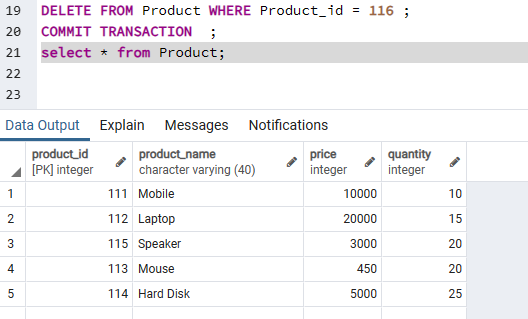 19 DELETE FROM Product WHERE Product_id = 116 ;
20 COMMIT TRANSACTION ;
21 select * from Product;
22
23
Data Output Explain Messages Notifications
product_id product_name price quantity
[PK] integer character varying (40) integer integer
1 111 Mobile 10000 10
2 112 Laptop 20000 15
3 115 Speaker 3000 20
4 113 Mouse 450 20
5 114 Hard Disk 5000 25